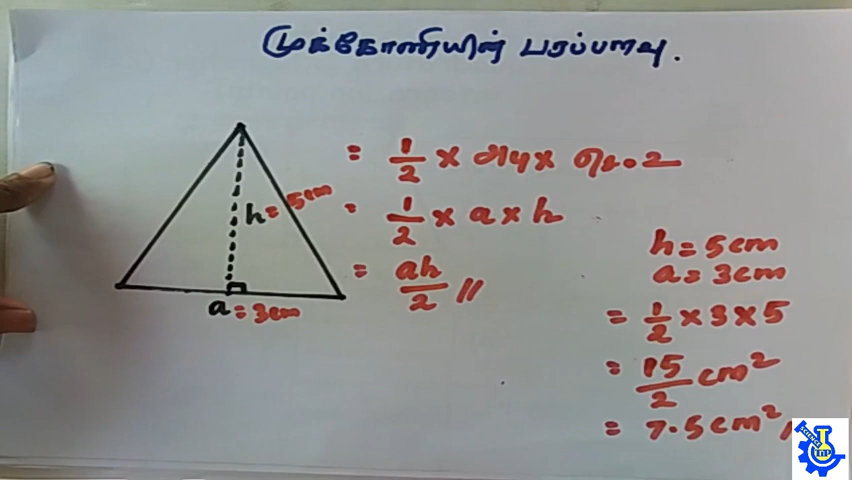 முக்கோணியின் பரப்பளவு.
= 1/2 × அடி × செ.உ
h = 5cm
= 1/2 × a × h
= ah/2 //
a = 3cm
h = 5cm
a = 3cm
= 1/2 × 3 × 5
= 15/2 cm²
= 7.5cm² /
SCIENCE